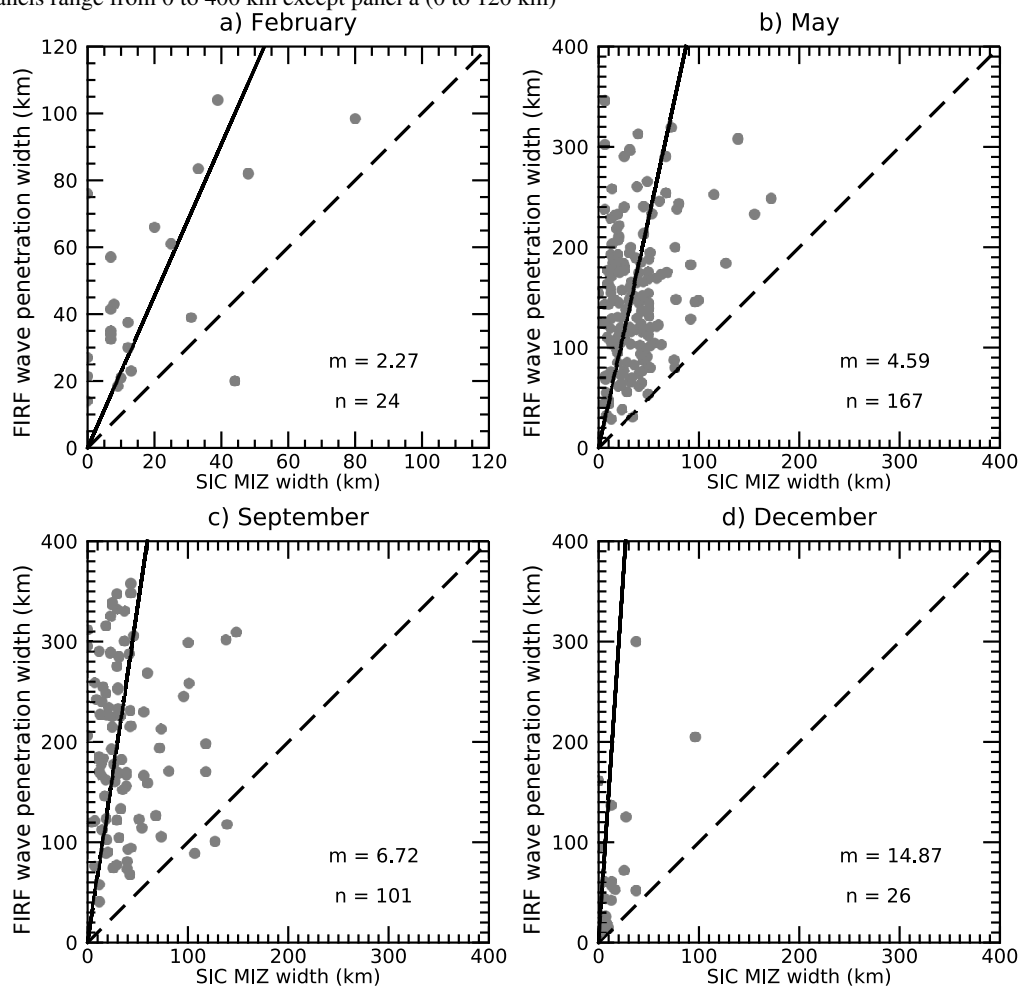 anels range from 0 to 400 km except panel a (0 to 120 km)
a) February
FIRF wave penetration width (km)
120
100
80
60
40
20
0
m = 2.27
n = 24
0 20 40 60 80 100 120
SIC MIZ width (km)
b) May
FIRF wave penetration width (km)
400
300
200
100
0
m = 4.59
n = 167
0 100 200 300 400
SIC MIZ width (km)
c) September
FIRF wave penetration width (km)
400
300
200
100
0
m = 6.72
n = 101
0 100 200 300 400
SIC MIZ width (km)
d) December
FIRF wave penetration width (km)
400
300
200
100
0
m = 14.87
n = 26
0 100 200 300 400
SIC MIZ width (km)